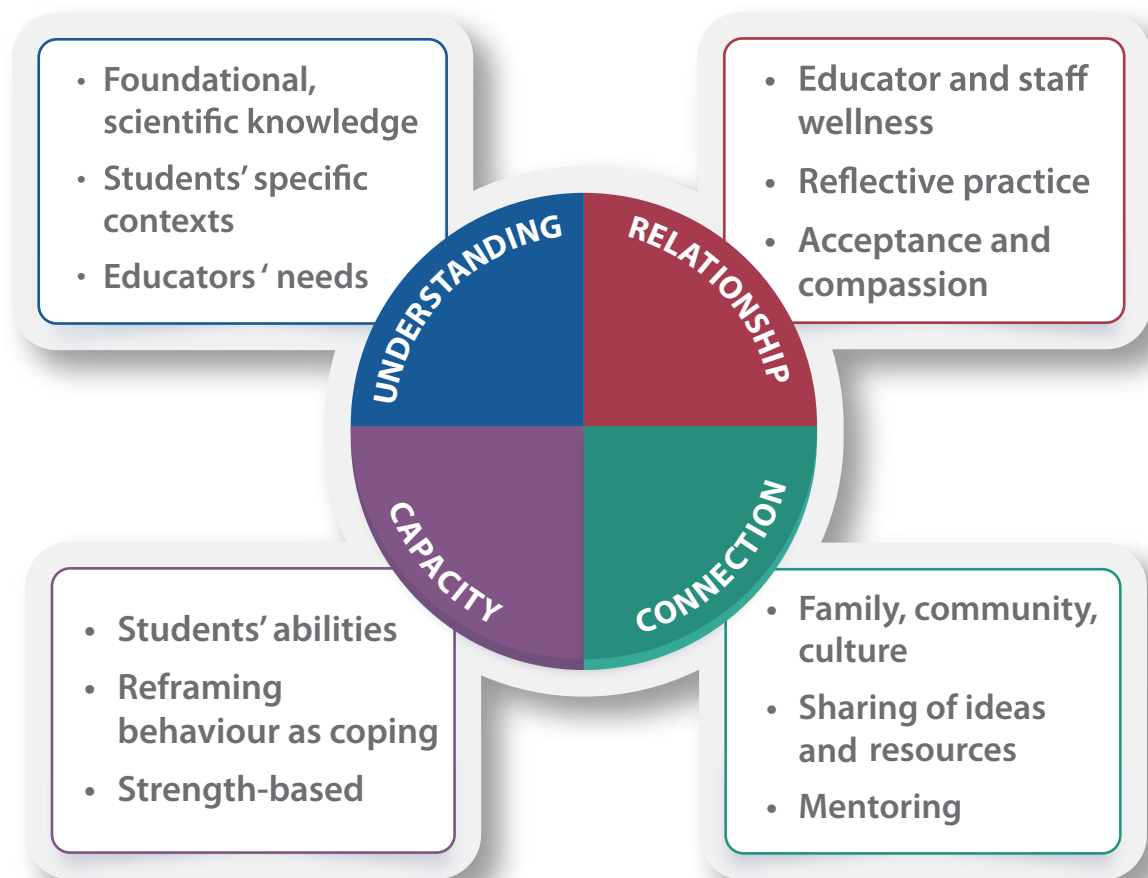 • Foundational,
scientific knowledge
• Students’ specific
contexts
• Educators ‘ needs
• Educator and staff
wellness
• Reflective practice
• Acceptance and
compassion
UNDERSTANDING
RELATIONSHIP
CAPACITY
CONNECTION
• Students’ abilities
• Reframing
behaviour as coping
• Strength-based
• Family, community,
culture
• Sharing of ideas
and resources
• Mentoring